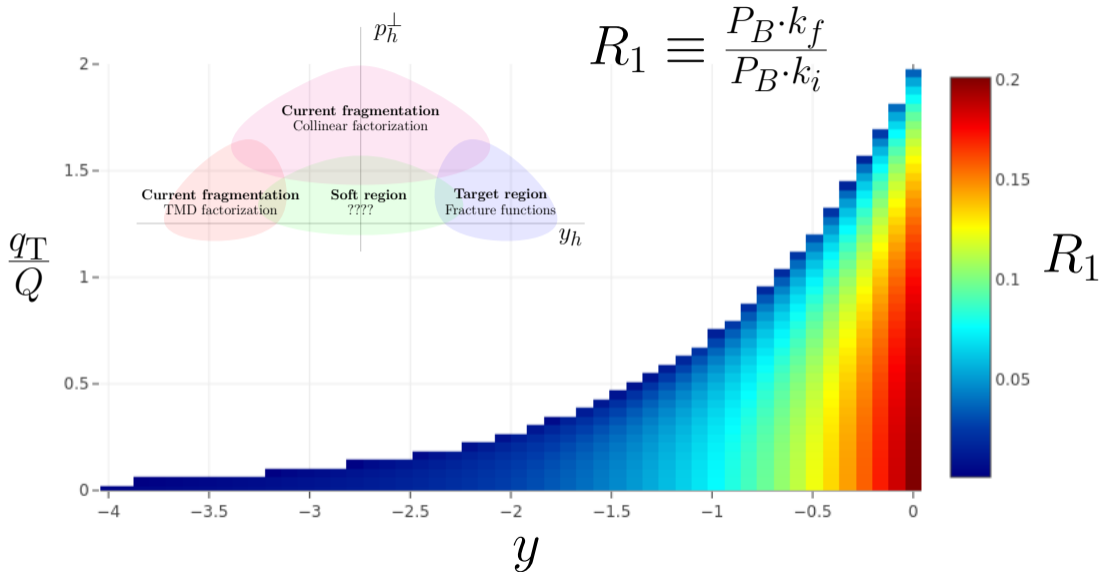 p_h^⊥
R_1 ≡ P_B·k_f / P_B·k_i
Current fragmentation
Collinear factorization
Current fragmentation
TMD factorization
Soft region
????
Target region
Fracture functions
y_h
q_T / Q
2
1.5
1
0.5
0
−4
−3.5
−3
−2.5
−2
−1.5
−1
−0.5
0
y
0.2
0.15
0.1
0.05
R_1